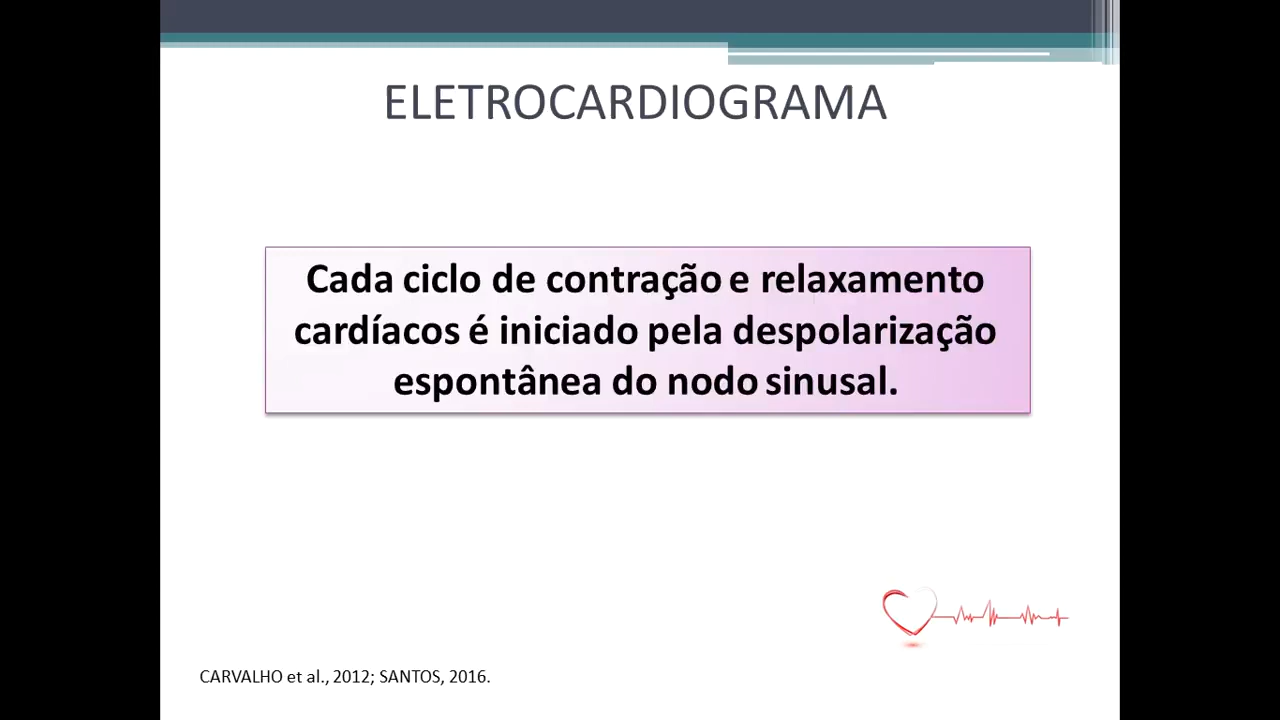 ELETROCARDIOGRAMA
Cada ciclo de contração e relaxamento
cardíacos é iniciado pela despolarização
espontânea do nodo sinusal.
CARVALHO et al., 2012; SANTOS, 2016.